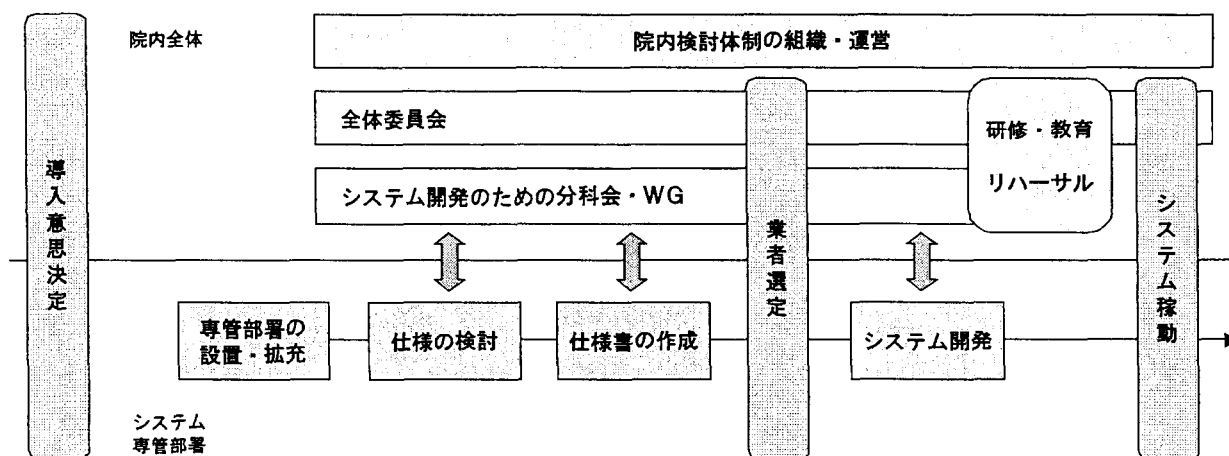 院内全体
院内検討体制の組織・運営
全体委員会
研修・教育
リハーサル
システム開発のための分科会・WG
導入意思決定
業者選定
システム稼動
専管部署の
設置・拡充
仕様の検討
仕様書の作成
システム開発
システム
専管部署